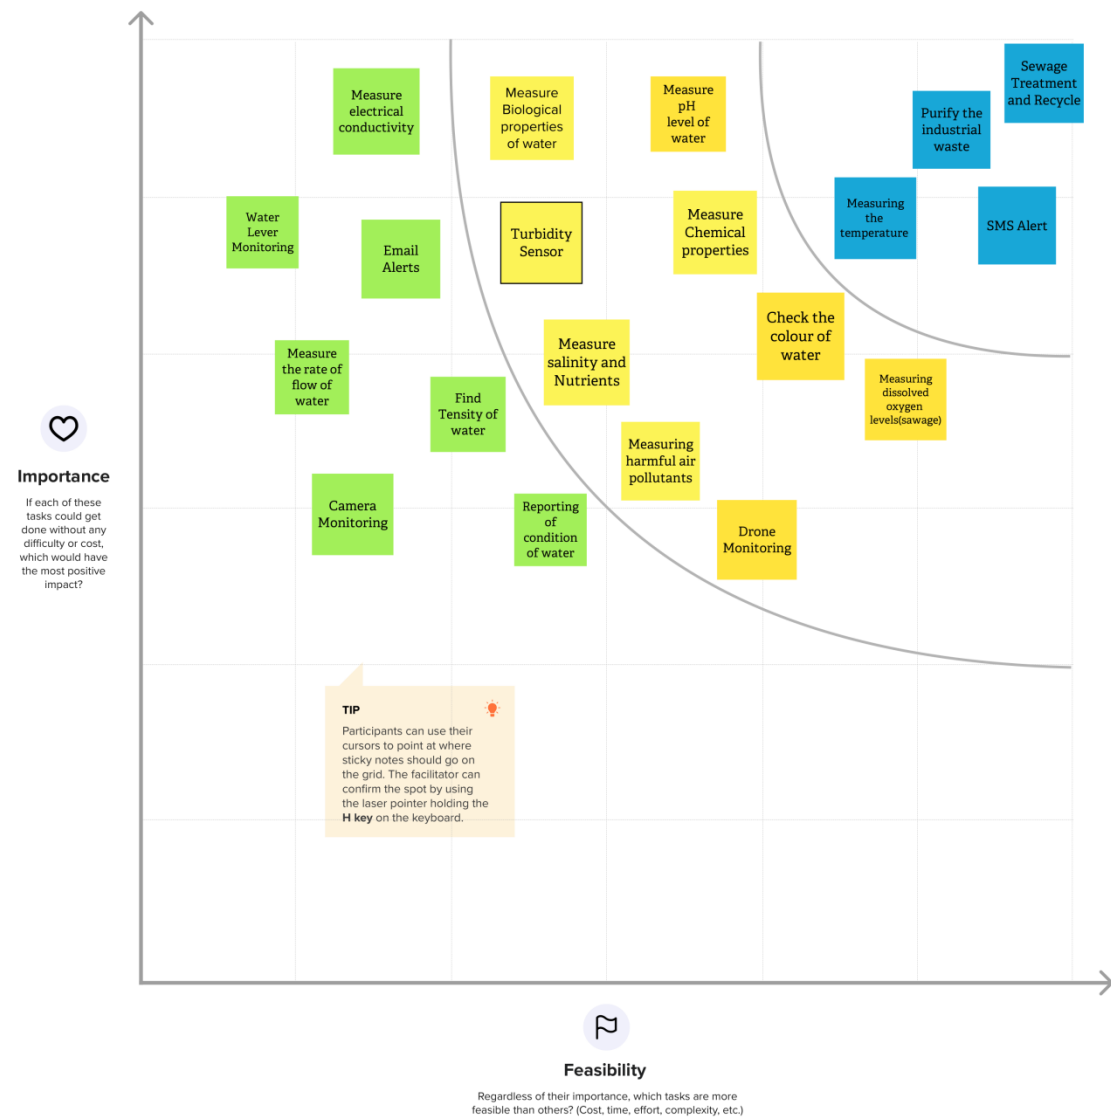 Sewage
Treatment
and Recycle
Measure
electrical
conductivity
Measure
Biological
properties
of water
Measure
pH
level of
water
Purify the
industrial
waste
Water
Lever
Monitoring
Email
Alerts
Turbidity
Sensor
Measure
Chemical
properties
Measuring
the
temperature
SMS Alert
Measure
the rate of
flow of
water
Find
Tensity of
water
Measure
salinity and
Nutrients
Check the
colour of
water
Measuring
dissolved
oxygen
levels(sawage)
Measuring
harmful air
pollutants
Camera
Monitoring
Reporting
of
condition
of water
Drone
Monitoring
Importance
If each of these
tasks could get
done without any
difficulty or cost,
which would have
the most positive
impact?
TIP
Participants can use their
cursors to point at where
sticky notes should go on
the grid. The facilitator can
confirm the spot by using
the laser pointer holding the
H key on the keyboard.
Feasibility
Regardless of their importance, which tasks are more
feasible than others? (Cost, time, effort, complexity, etc.)